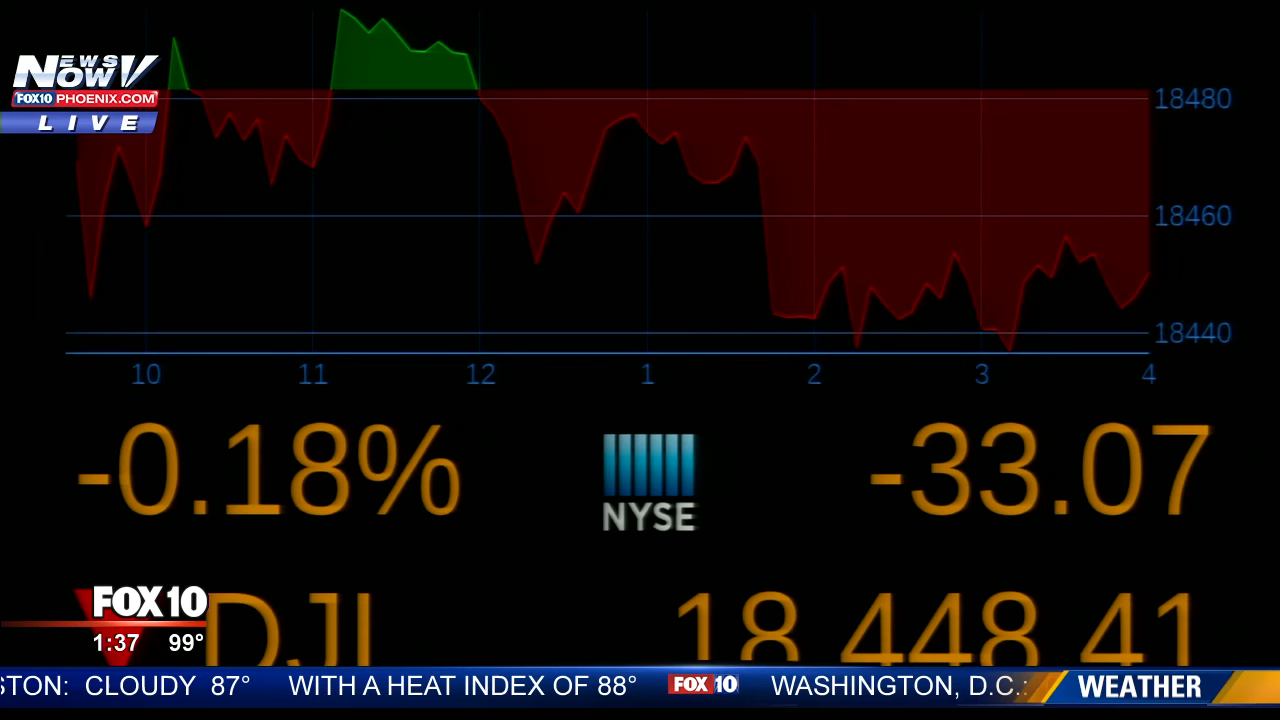 NEWS
NOW
FOX10 PHOENIX.COM
LIVE
18480
18460
18440
10 11 12 1 2 3 4
-0.18% -33.07
NYSE
DJI 18,448.41
FOX10
1:37 99°
STON: CLOUDY 87° WITH A HEAT INDEX OF 88° FOX10 WASHINGTON, D.C.: WEATHER